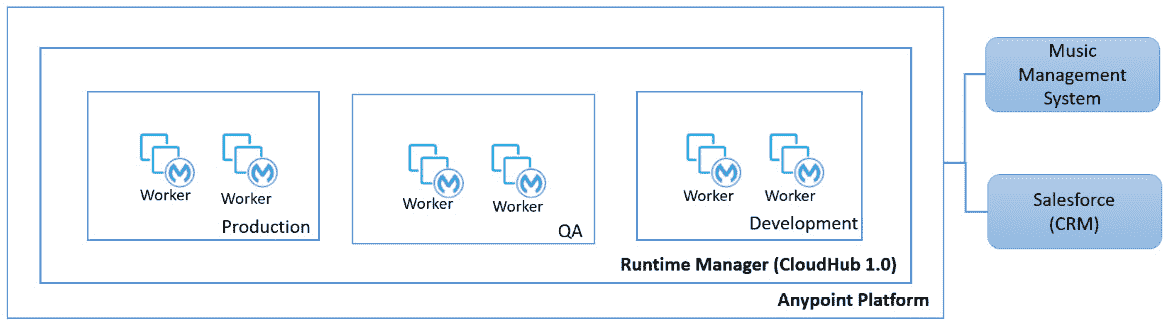 Worker
Worker
Production
Worker
Worker
QA
Worker
Worker
Development
Runtime Manager (CloudHub 1.0)
Anypoint Platform
Music
Management
System
Salesforce
(CRM)